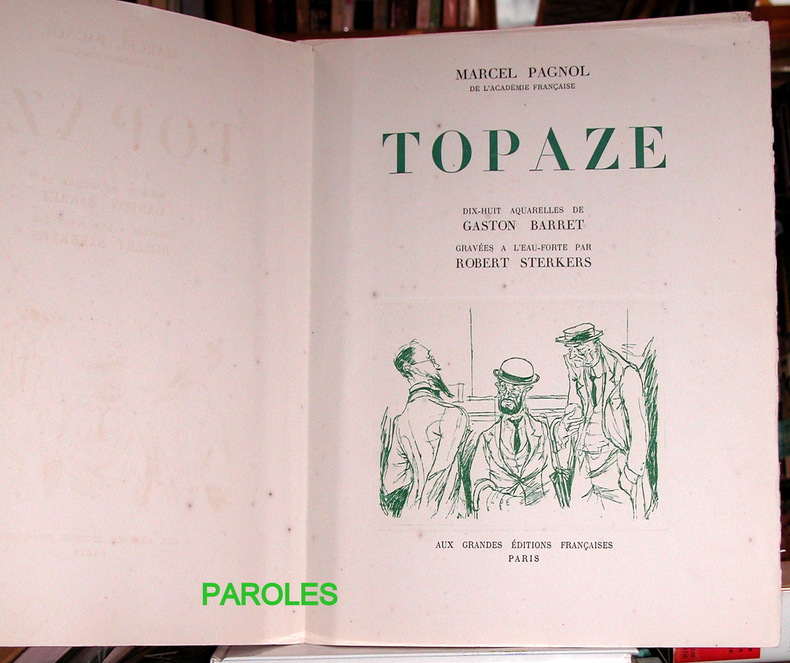 MARCEL PAGNOL
DE L'ACADÉMIE FRANÇAISE
TOPAZE
DIX-HUIT AQUARELLES DE
GASTON BARRET
GRAVÉES A L'EAU-FORTE PAR
ROBERT STERKERS
AUX GRANDES ÉDITIONS FRANÇAISES
PARIS
PAROLES